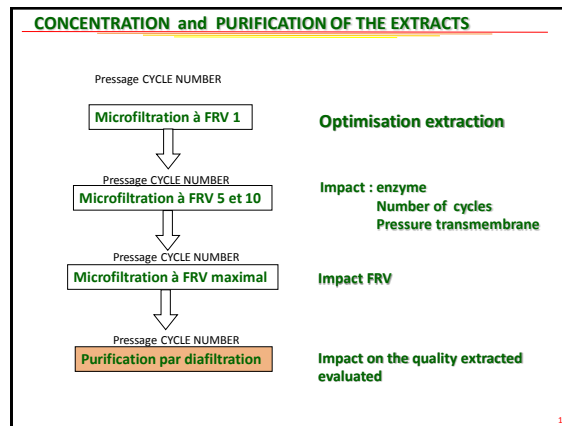 CONCENTRATION and PURIFICATION OF THE EXTRACTS
Pressage CYCLE NUMBER
Microfiltration à FRV 1
Optimisation extraction
Pressage CYCLE NUMBER
Microfiltration à FRV 5 et 10
Impact : enzyme
Number of cycles
Pressure transmembrane
Pressage CYCLE NUMBER
Microfiltration à FRV maximal
Impact FRV
Pressage CYCLE NUMBER
Purification par diafiltration
Impact on the quality extracted
evaluated
1